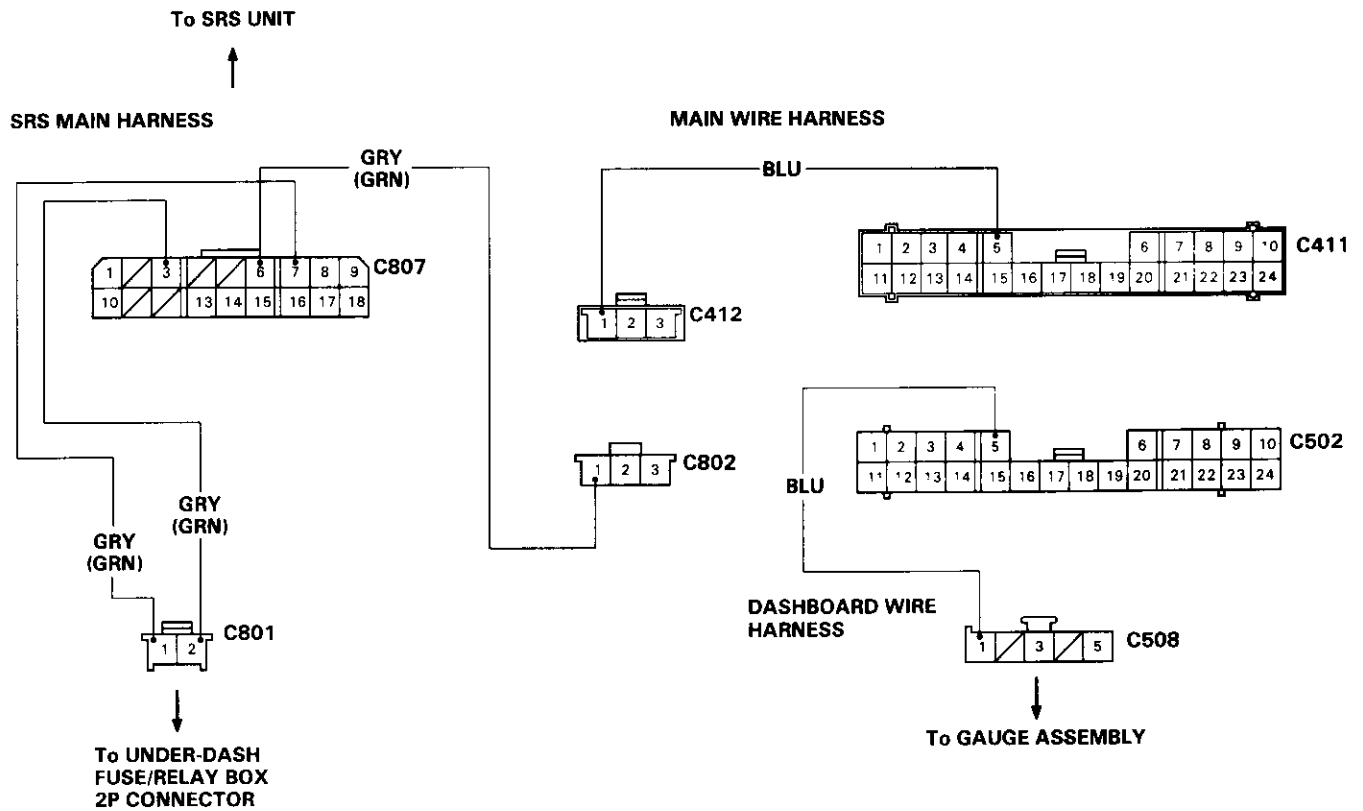 To SRS UNIT
SRS MAIN HARNESS
MAIN WIRE HARNESS
GRY
(GRN)
BLU
1 3 6 7 8 9
10 13 14 15 16 17 18
C807
1 2 3 4 5 6 7 8 9 10
11 12 13 14 15 16 17 18 19 20 21 22 23 24
C411
1 2 3
C412
1 2 3
C802
1 2 3 4 5 6 7 8 9 10
11 12 13 14 15 16 17 18 19 20 21 22 23 24
C502
BLU
GRY
(GRN)
GRY
(GRN)
1 2
C801
DASHBOARD WIRE
HARNESS
1 3 5
C508
To UNDER-DASH
FUSE/RELAY BOX
2P CONNECTOR
To GAUGE ASSEMBLY